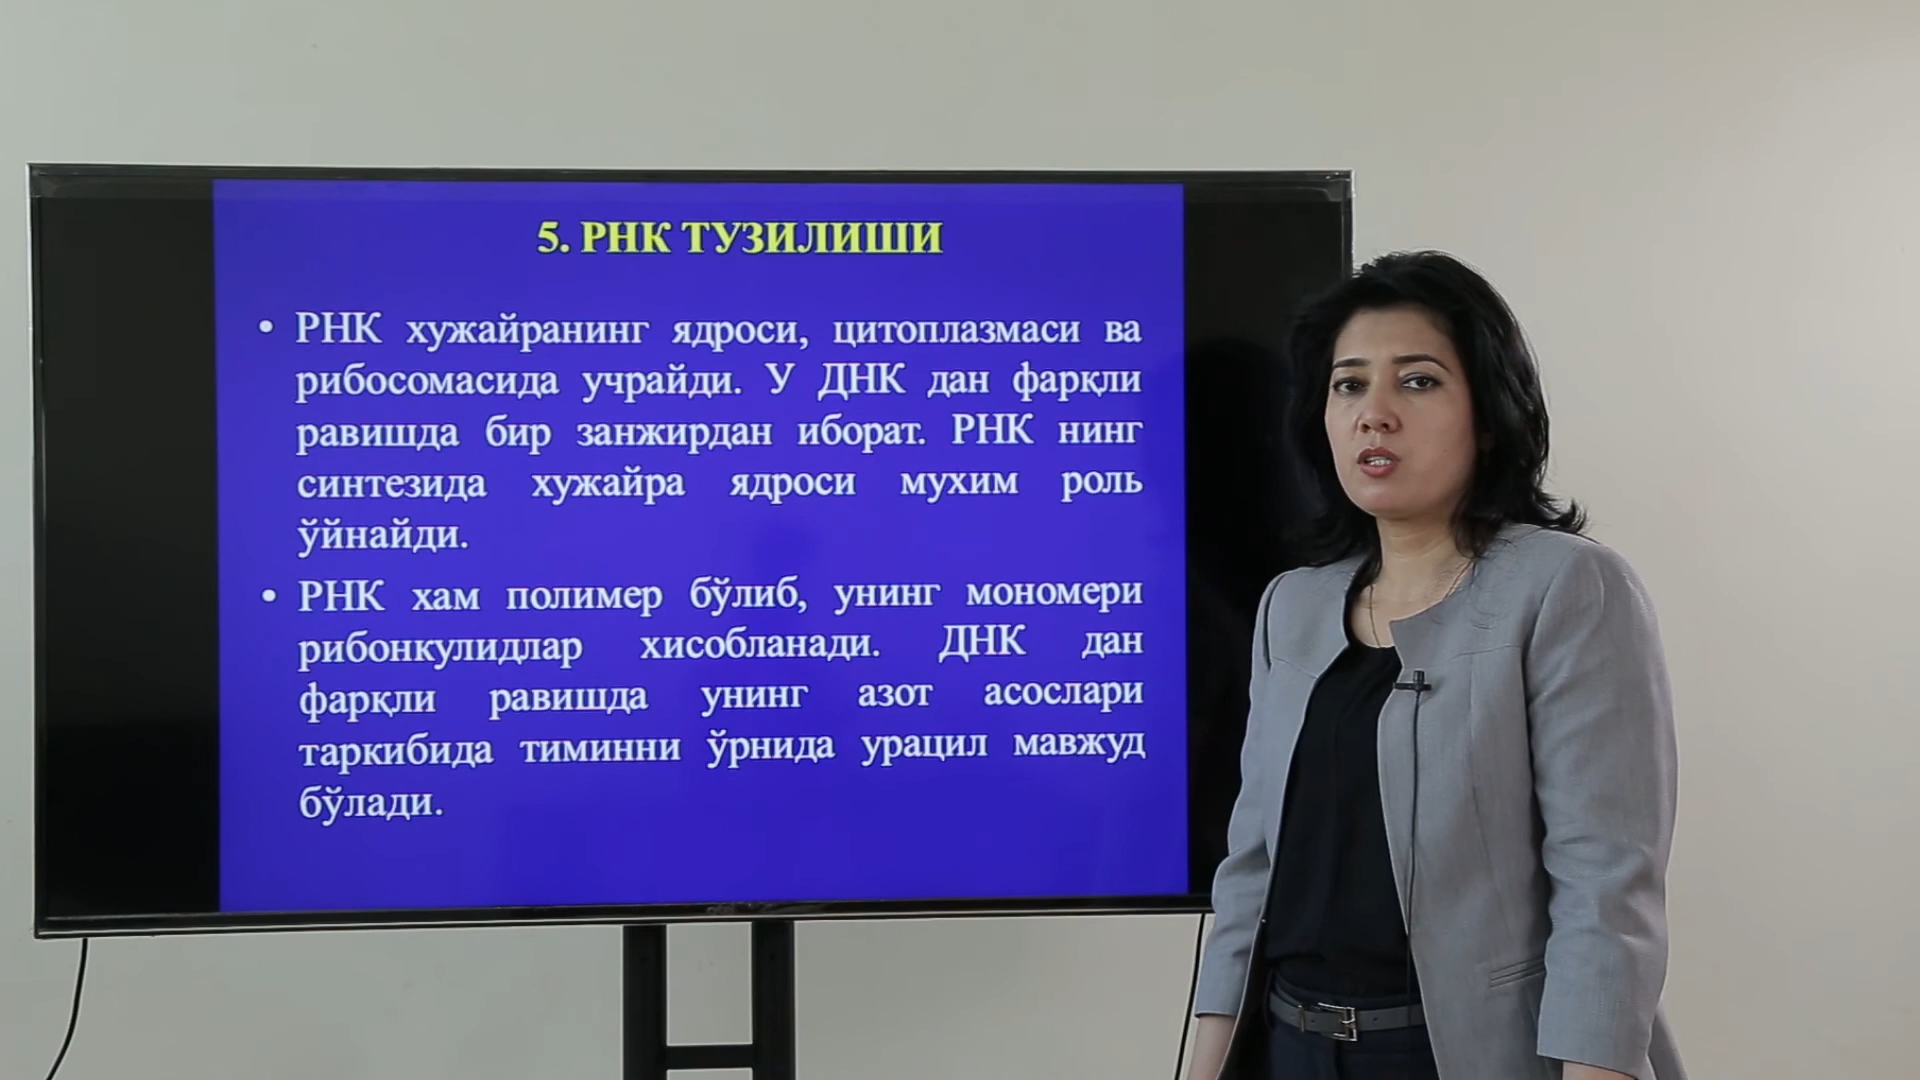 5. РНК ТУЗИЛИШИ
• РНК хужайранинг ядроси, цитоплазмаси ва
рибосомасида учрайди. У ДНК дан фарқли
равишда бир занжирдан иборат. РНК нинг
синтезида хужайра ядроси мухим роль
ўйнайди.
• РНК хам полимер бўлиб, унинг мономери
рибонкулидлар хисобланади. ДНК дан
фарқли равишда унинг азот асослари
таркибида тиминни ўрнида урацил мавжуд
бўлади.